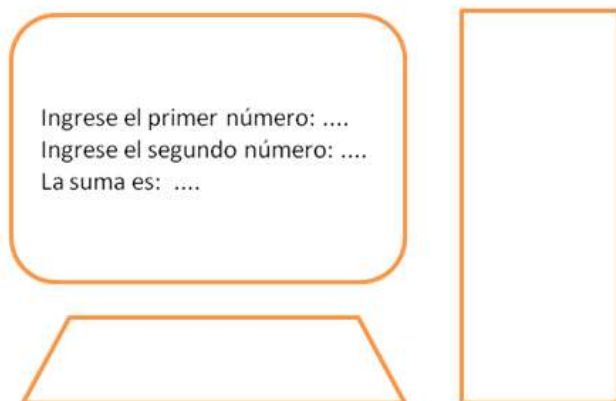 Ingrese el primer número: ....
Ingrese el segundo número: ....
La suma es: ....